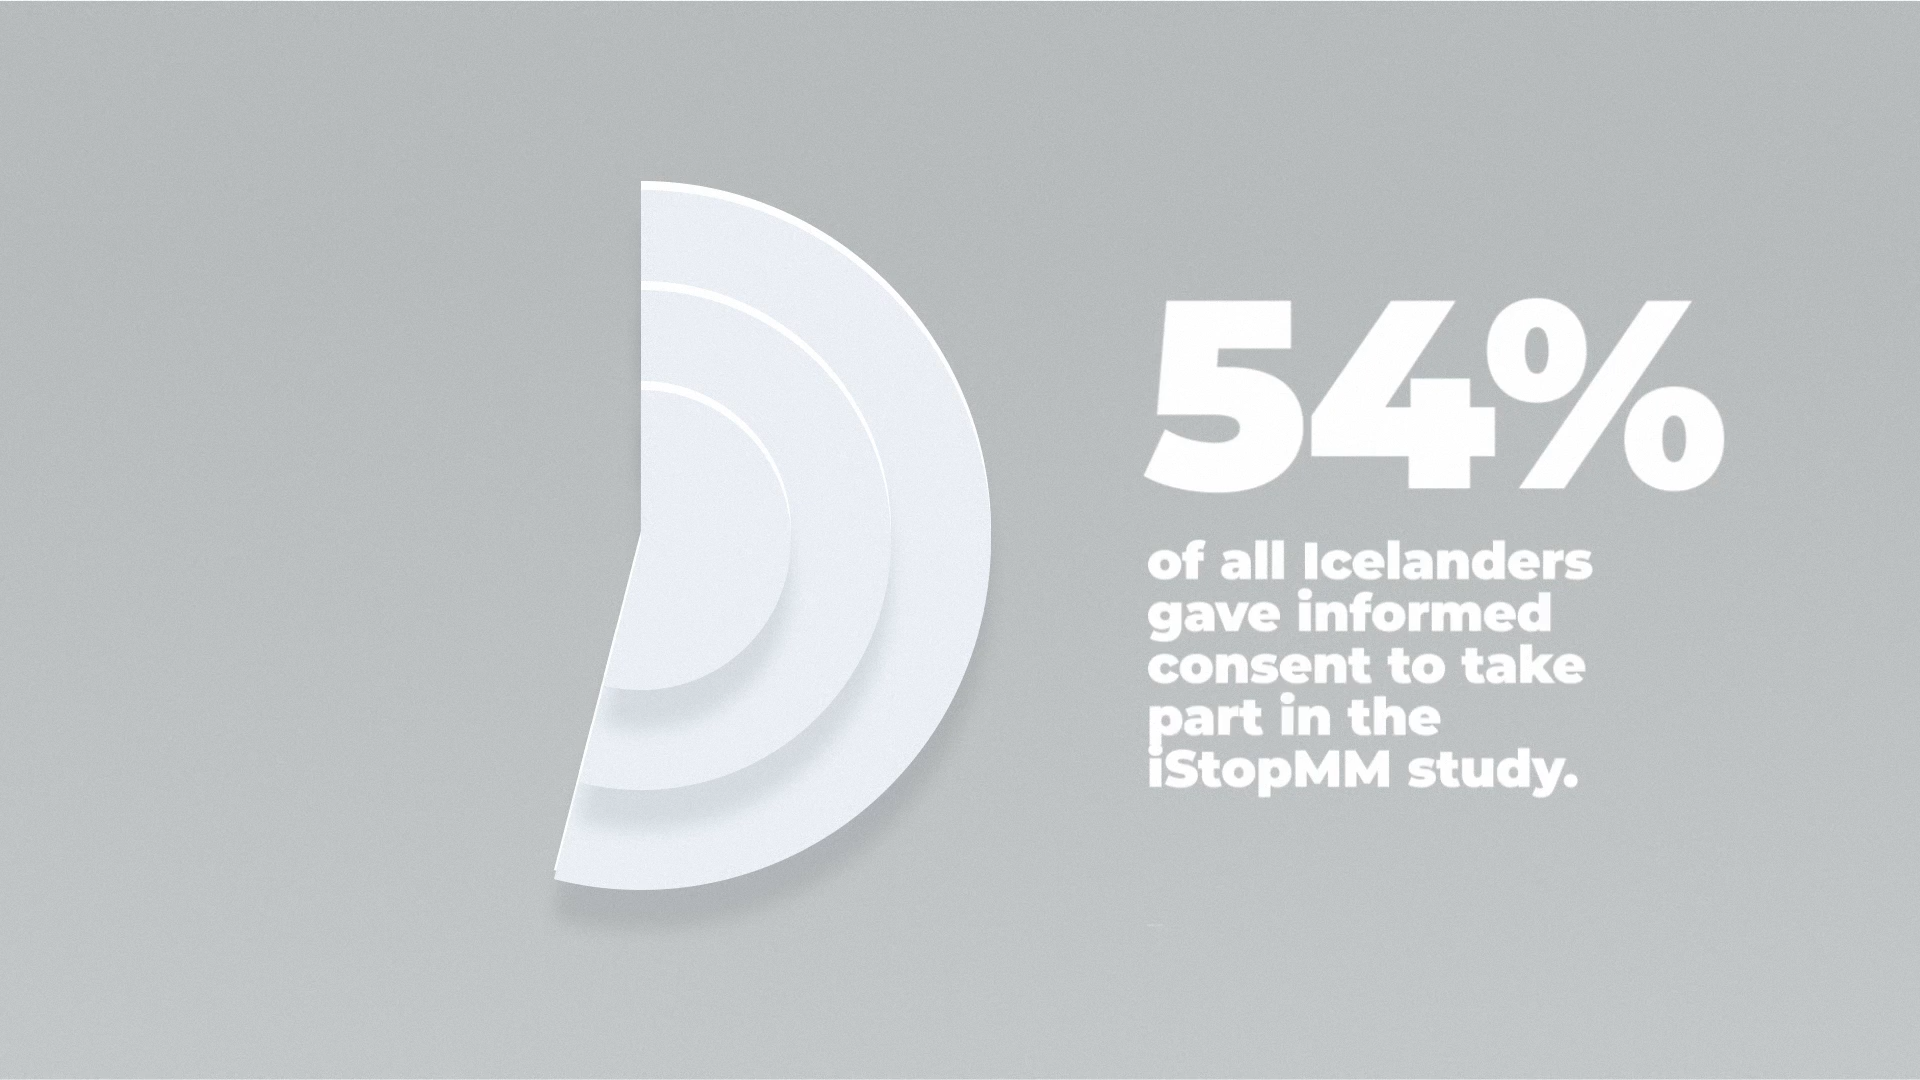 54%
of all Icelanders
gave informed
consent to take
part in the
iStopMM study.